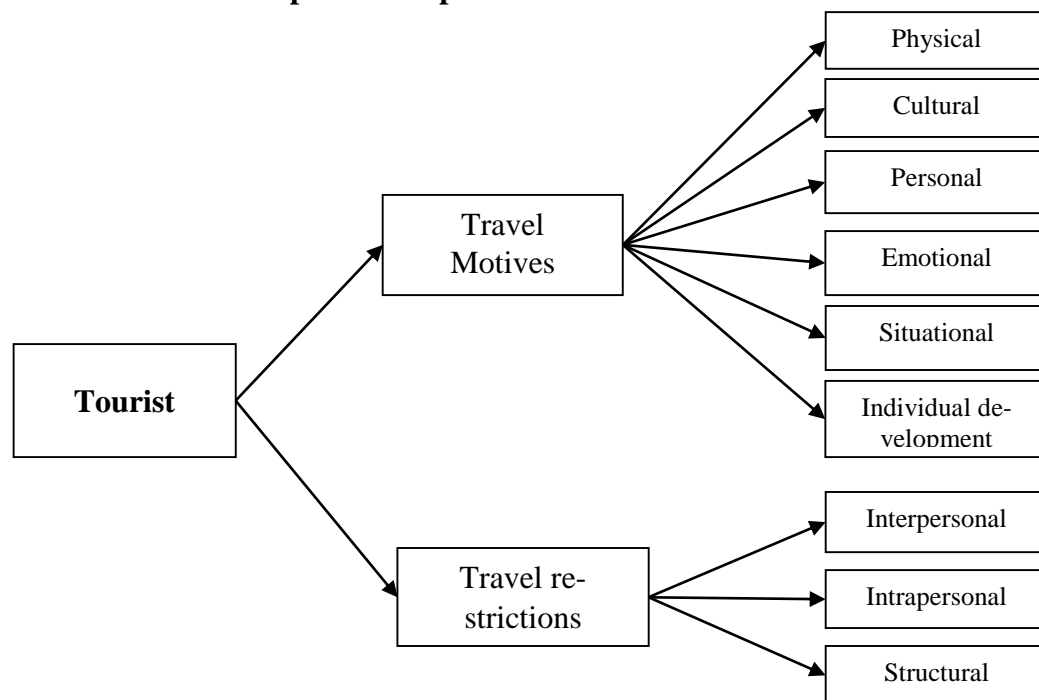 Physical
Cultural
Personal
Travel
Motives
Emotional
Situational
Tourist
Individual de-
velopment
Interpersonal
Travel re-
strictions
Intrapersonal
Structural